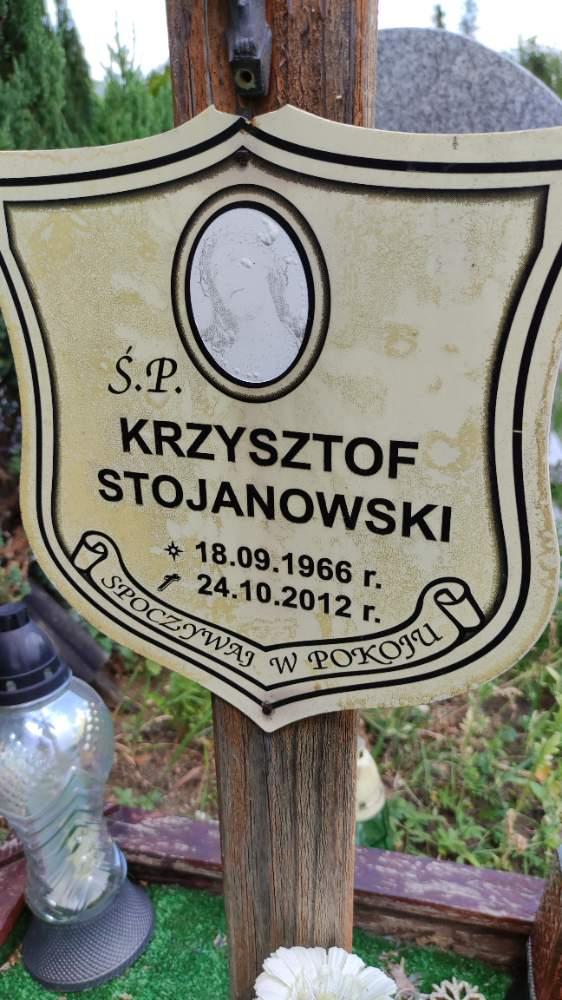 Ś.P.
KRZYSZTOF
STOJANOWSKI
18.09.1966 r.
24.10.2012 r.
SPOCZYWAJ W POKOJU